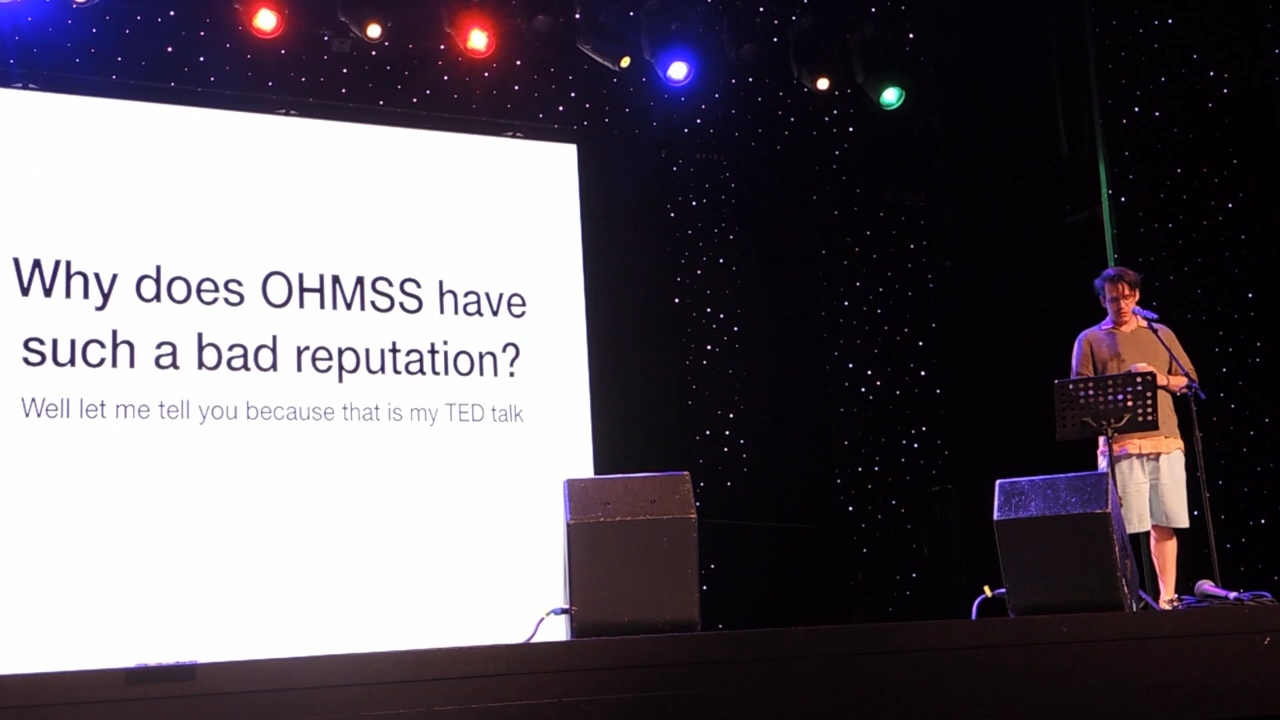 Why does OHMSS have
such a bad reputation?
Well let me tell you because that is my TED talk